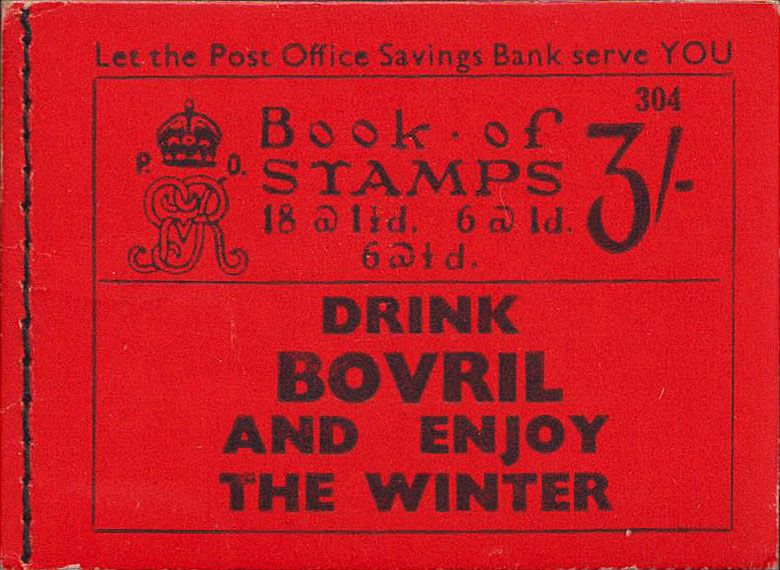 Let the Post Office Savings Bank serve YOU
304
P. O.
Book · of
STAMPS
3/-
18 @ 1½d. 6 @ 1d.
6 @ ½d.
DRINK
BOVRIL
AND ENJOY
THE WINTER